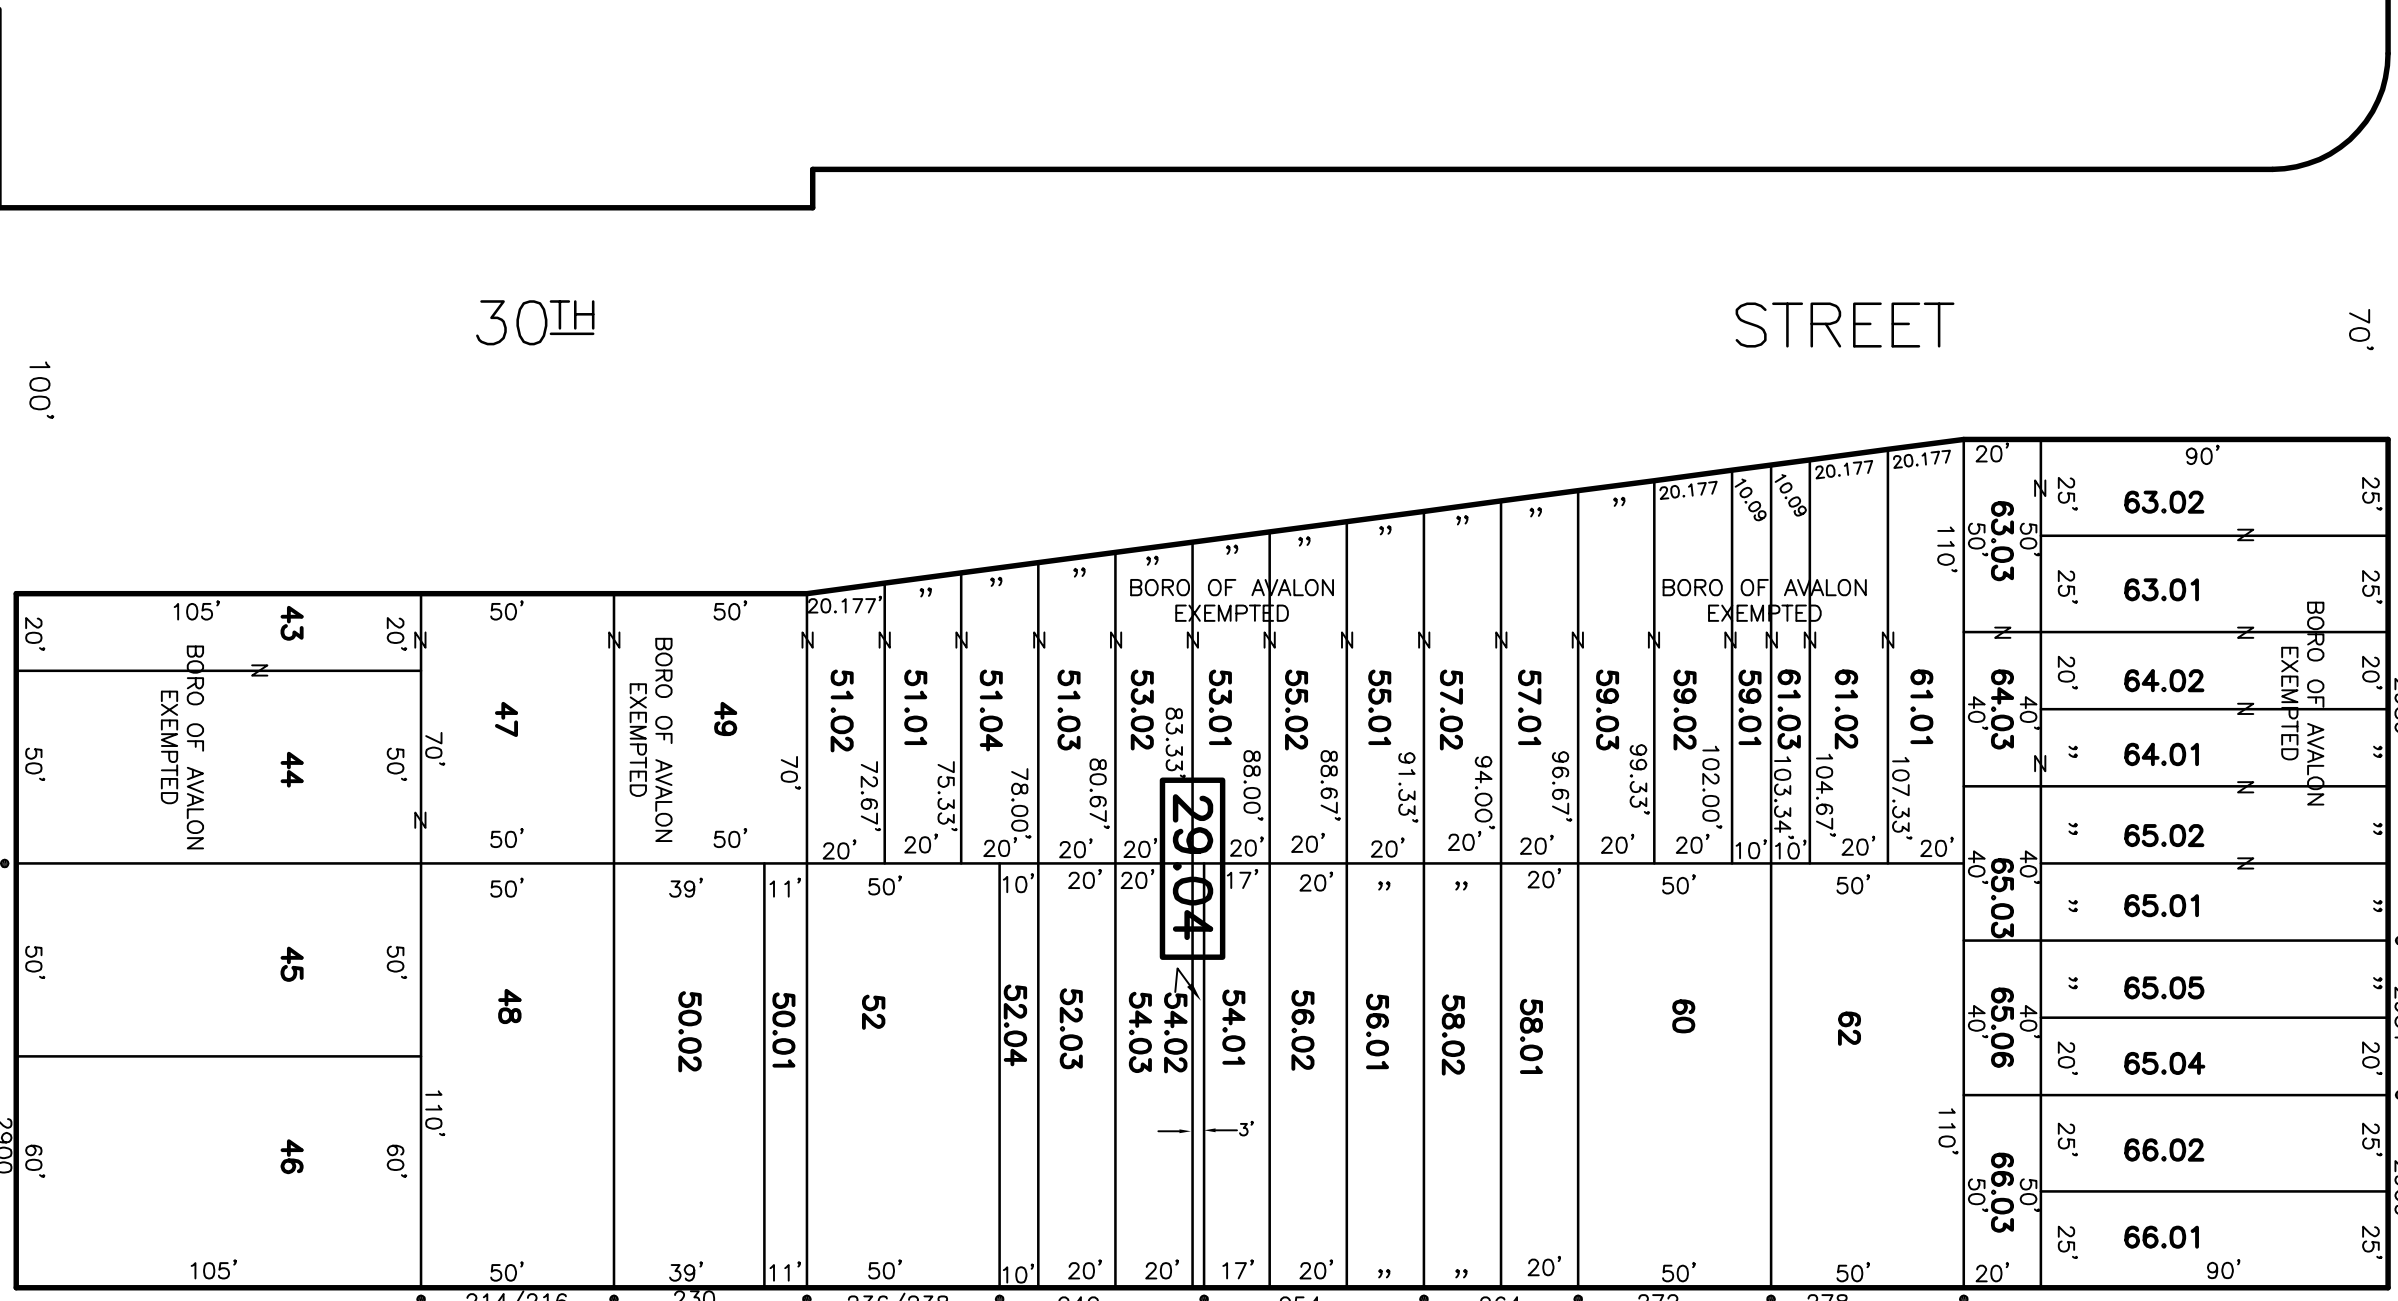 30TH STREET
70'
100'
20' 90'
25' 63.02 25'
20.177 20.177 10.09 10.09 20.177
" " " " " " " " " "
63.03 50' 50' 110'
25' 63.01 25'
BORO OF AVALON
EXEMPTED
BORO OF AVALON
EXEMPTED
BORO OF AVALON
EXEMPTED
105' 43 20' 20' 50' 50' 20.177'
BORO OF AVALON
EXEMPTED
BORO OF AVALON
EXEMPTED
N N N N N N N N N N N N N N N N N N
44 50' 50'
47 70' 49 70'
51.02 51.01 51.04 51.03 53.02 53.01 55.02 55.01 57.02 57.01 59.03 59.02 59.01 61.03 61.02 61.01
64.03 40' 40'
20' 64.02 20'
" 64.01 "
72.67' 75.33' 78.00' 80.67' 83.33' 88.00' 88.67' 91.33' 94.00' 96.67' 99.33' 102.00' 103.34' 104.67' 107.33'
29.04
50' 50' 20' 20' 20' 20' 20' 20' 20' 20' 20' 20' 20' 20' 10' 10' 20' 20'
" 65.02 "
65.03 40' 40'
50' 39' 11' 50' 10' 20' 20' 17' 20' " " 20' 50' 50'
" 65.01 "
45 50' 50'
48 50.02 50.01 52 52.04 52.03 54.03 54.02 54.01 56.02 56.01 58.02 58.01 60 62
65.06 40' 40'
" 65.05 "
20' 65.04 20'
110' 3' 110'
46 60' 60'
66.03 50' 50'
25' 66.02 25'
25' 66.01 25'
105' 50' 39' 11' 50' 10' 20' 20' 17' 20' " " 20' 50' 50' 20' 90'
2900